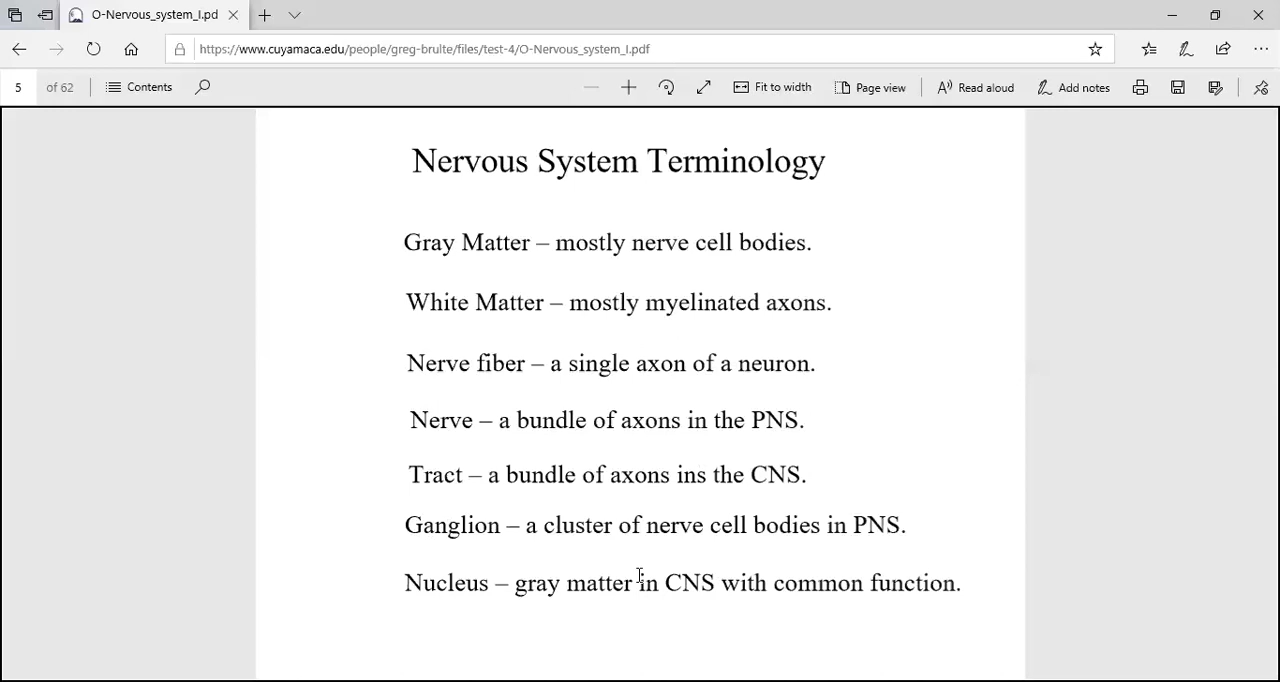 O-Nervous_system_I.pd
https://www.cuyamaca.edu/people/greg-brulte/files/test-4/O-Nervous_system_I.pdf
5 of 62 Contents Fit to width Page view Read aloud Add notes
Nervous System Terminology
Gray Matter – mostly nerve cell bodies.
White Matter – mostly myelinated axons.
Nerve fiber – a single axon of a neuron.
Nerve – a bundle of axons in the PNS.
Tract – a bundle of axons ins the CNS.
Ganglion – a cluster of nerve cell bodies in PNS.
Nucleus – gray matter in CNS with common function.